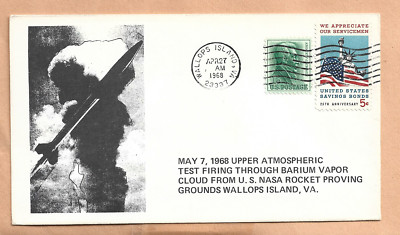 WALLOPS ISLAND, VA.
APR 27
AM
1968
23337
U.S. POSTAGE
WE APPRECIATE
OUR SERVICEMEN
UNITED STATES
SAVINGS BONDS
25TH ANNIVERSARY 5c
MAY 7, 1968 UPPER ATMOSPHERIC
TEST FIRING THROUGH BARIUM VAPOR
CLOUD FROM U. S. NASA ROCKET PROVING
GROUNDS WALLOPS ISLAND, VA.